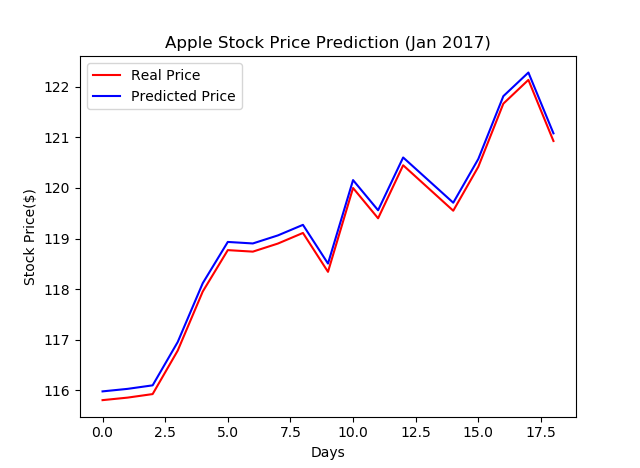 Apple Stock Price Prediction (Jan 2017)
Real Price
Predicted Price
Stock Price($)
122
121
120
119
118
117
116
0.0 2.5 5.0 7.5 10.0 12.5 15.0 17.5
Days